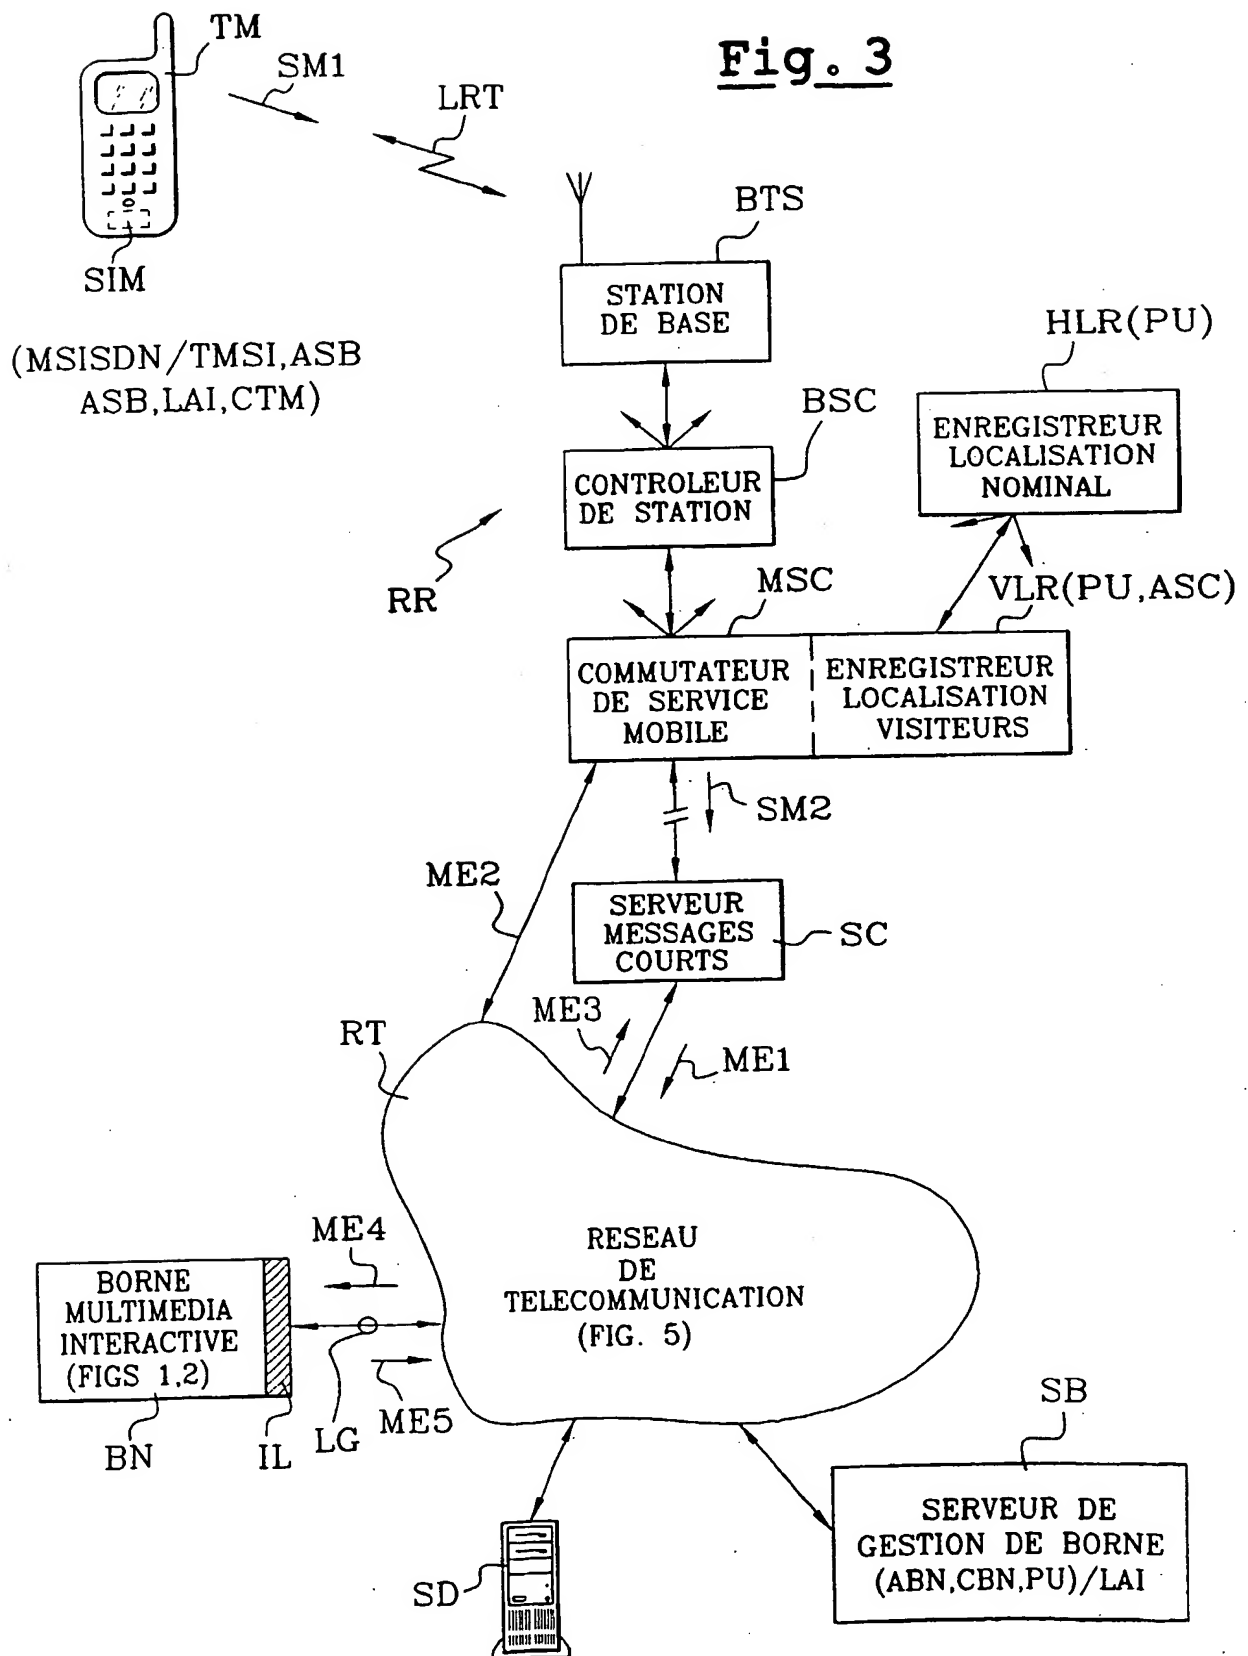 Fig. 3
TM
SM1
LRT
SIM
(MSISDN/TMSI,ASB
ASB,LAI,CTM)
BTS
STATION
DE BASE
HLR(PU)
BSC
ENREGISTREUR
LOCALISATION
NOMINAL
CONTROLEUR
DE STATION
RR
MSC
VLR(PU,ASC)
COMMUTATEUR
DE SERVICE
MOBILE
ENREGISTREUR
LOCALISATION
VISITEURS
SM2
ME2
SERVEUR
MESSAGES
COURTS
SC
ME3
RT
ME1
ME4
RESEAU
DE
TELECOMMUNICATION
(FIG. 5)
BORNE
MULTIMEDIA
INTERACTIVE
(FIGS 1,2)
BN
IL
LG
ME5
SB
SERVEUR DE
GESTION DE BORNE
(ABN,CBN,PU)/LAI
SD